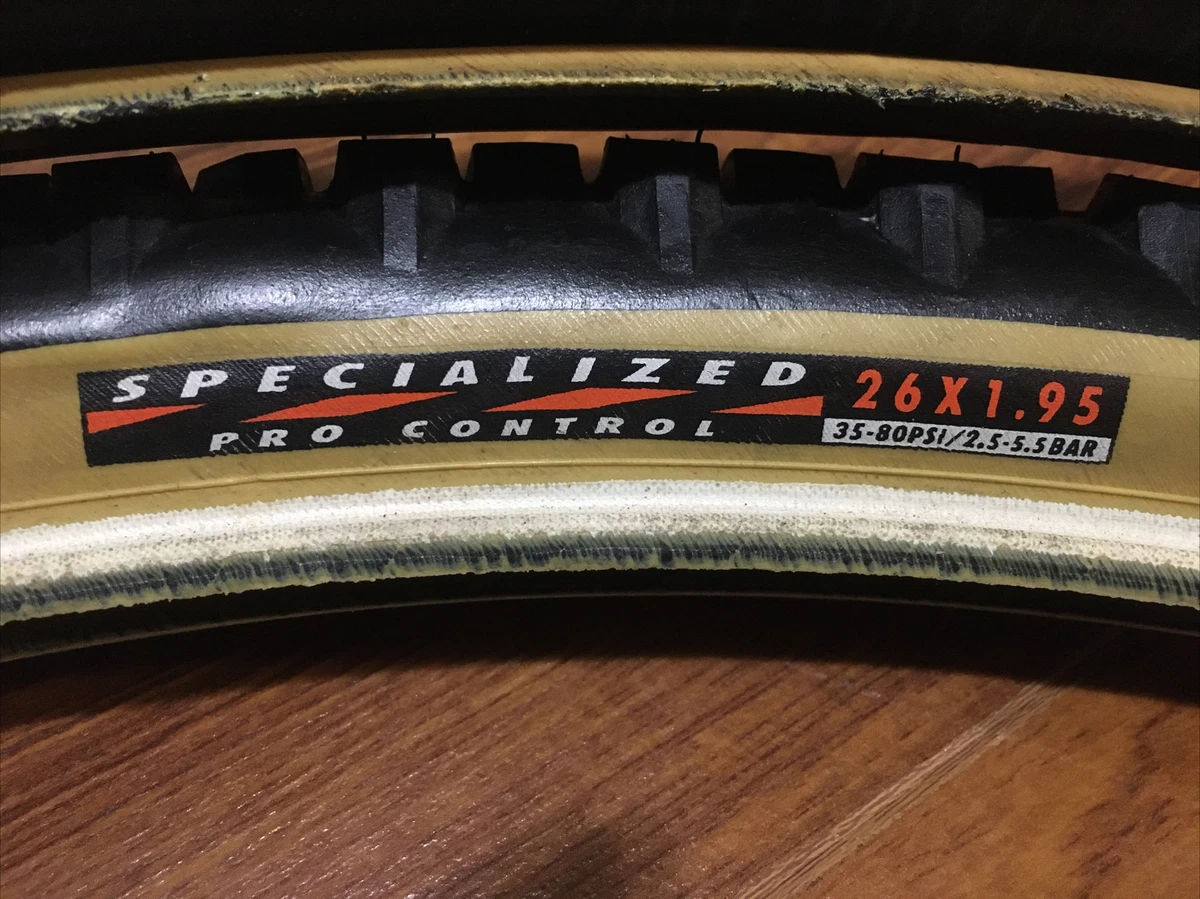 SPECIALIZED
PRO CONTROL
26X1.95
35-80PSI/2.5-5.5BAR